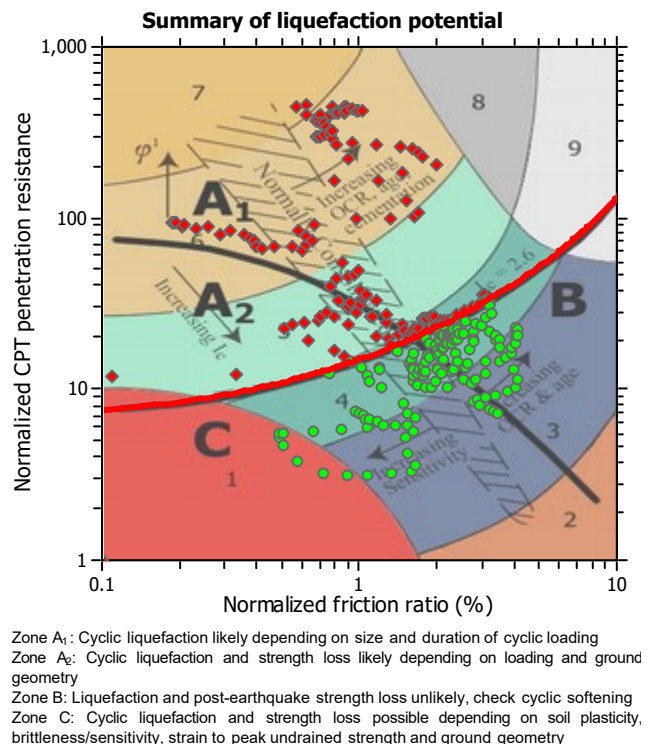 Summary of liquefaction potential
Normalized CPT penetration resistance
1,000
100
10
1
7
8
9
φ'
A1
6
Increasing
OCR, age
cementation
A2
Increasing Ic
5
Ic = 2.6
B
4
Increasing
OCR & age
3
C
1
Increasing
Sensitivity
2
0.1
1
10
Normalized friction ratio (%)
Zone A1: Cyclic liquefaction likely depending on size and duration of cyclic loading
Zone A2: Cyclic liquefaction and strength loss likely depending on loading and ground
geometry
Zone B: Liquefaction and post-earthquake strength loss unlikely, check cyclic softening
Zone C: Cyclic liquefaction and strength loss possible depending on soil plasticity,
brittleness/sensitivity, strain to peak undrained strength and ground geometry